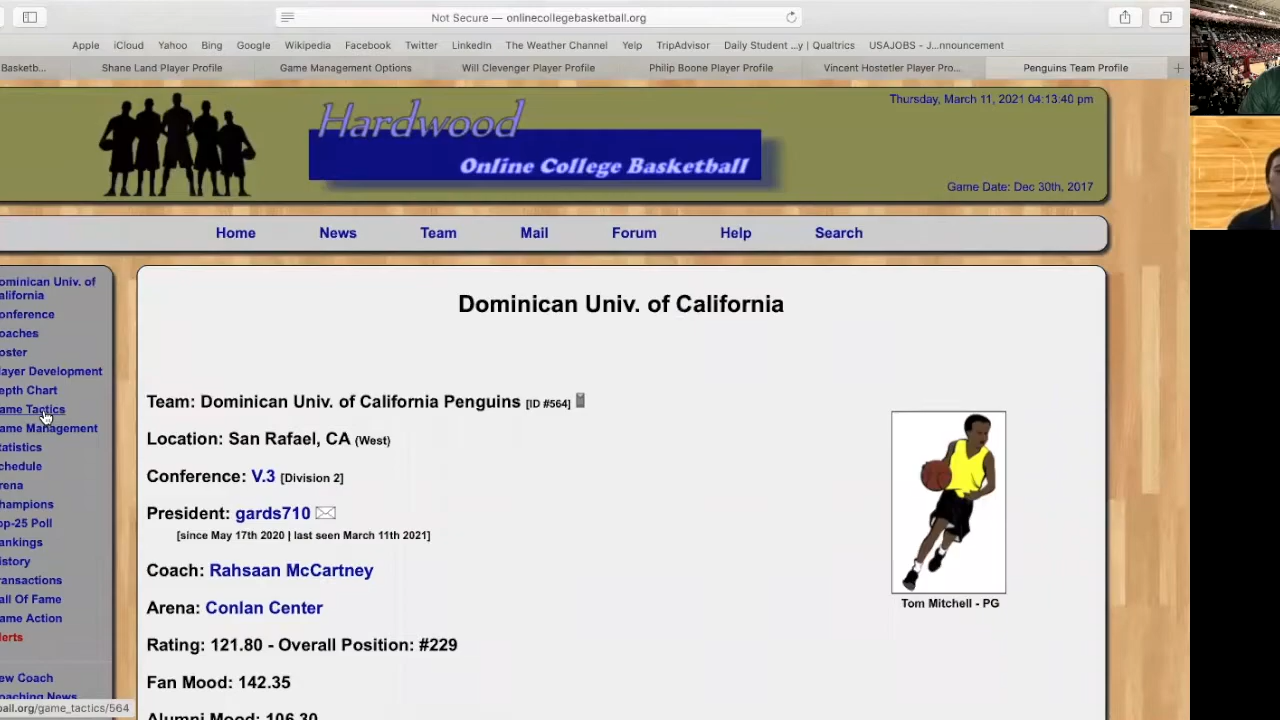 Not Secure — onlinecollegebasketball.org
Apple iCloud Yahoo Bing Google Wikipedia Facebook Twitter LinkedIn The Weather Channel Yelp TripAdvisor Daily Student ...y | Qualtrics USAJOBS - J...nnouncement
Basketb... Shane Land Player Profile Game Management Options Will Clevenger Player Profile Philip Boone Player Profile Vincent Hostetler Player Pro... Penguins Team Profile
Thursday, March 11, 2021 04:13:40 pm
Hardwood
Online College Basketball
Game Date: Dec 30th, 2017
Home News Team Mail Forum Help Search
ominican Univ. of
alifornia
onference
oaches
oster
layer Development
epth Chart
ame Tactics
ame Management
tatistics
chedule
rena
hampions
op-25 Poll
ankings
istory
ransactions
all Of Fame
ame Action
lerts
ew Coach
oaching News
ball.org/game_tactics/564
Dominican Univ. of California
Team: Dominican Univ. of California Penguins [ID #564]
Location: San Rafael, CA (West)
Conference: V.3 [Division 2]
President: gards710
[since May 17th 2020 | last seen March 11th 2021]
Coach: Rahsaan McCartney
Arena: Conlan Center
Rating: 121.80 - Overall Position: #229
Fan Mood: 142.35
Alumni Mood: 106.30
Tom Mitchell - PG